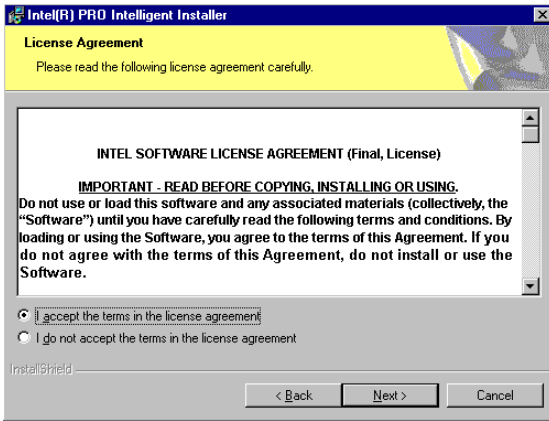 Intel(R) PRO Intelligent Installer
License Agreement
Please read the following license agreement carefully.
INTEL SOFTWARE LICENSE AGREEMENT (Final, License)
IMPORTANT - READ BEFORE COPYING, INSTALLING OR USING.
Do not use or load this software and any associated materials (collectively, the
“Software”) until you have carefully read the following terms and conditions. By
loading or using the Software, you agree to the terms of this Agreement. If you
do not agree with the terms of this Agreement, do not install or use the
Software.
I accept the terms in the license agreement
I do not accept the terms in the license agreement
InstallShield
< Back
Next >
Cancel